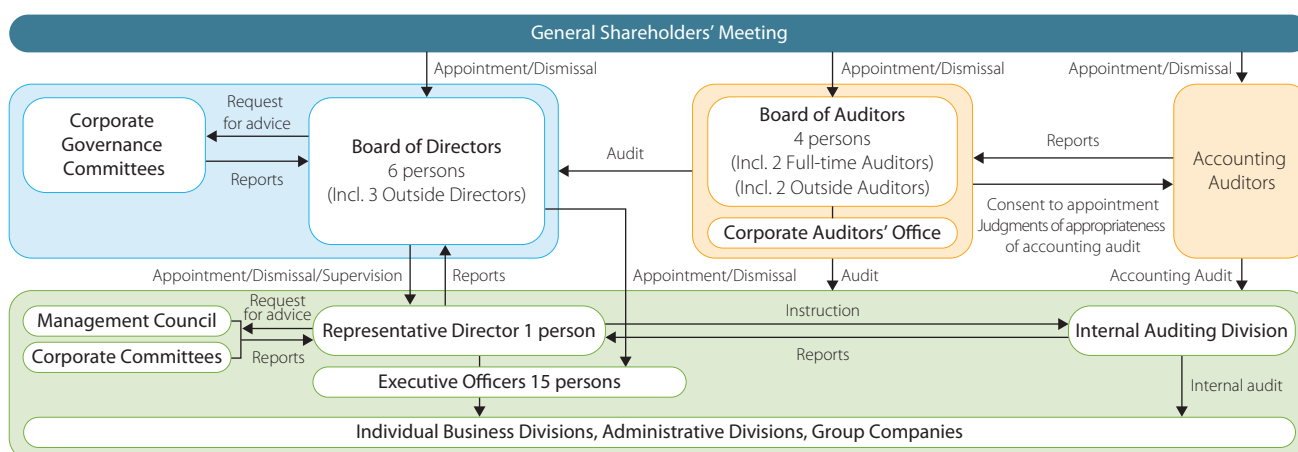 General Shareholders' Meeting
Appointment/Dismissal
Appointment/Dismissal
Appointment/Dismissal
Corporate
Governance
Committees
Request
for advice
Reports
Board of Directors
6 persons
(Incl. 3 Outside Directors)
Audit
Board of Auditors
4 persons
(Incl. 2 Full-time Auditors)
(Incl. 2 Outside Auditors)
Corporate Auditors' Office
Reports
Consent to appointment
Judgments of appropriateness
of accounting audit
Accounting
Auditors
Appointment/Dismissal/Supervision
Reports
Appointment/Dismissal
Audit
Accounting Audit
Management Council
Corporate Committees
Request
for advice
Reports
Representative Director 1 person
Instruction
Reports
Internal Auditing Division
Executive Officers 15 persons
Internal audit
Individual Business Divisions, Administrative Divisions, Group Companies